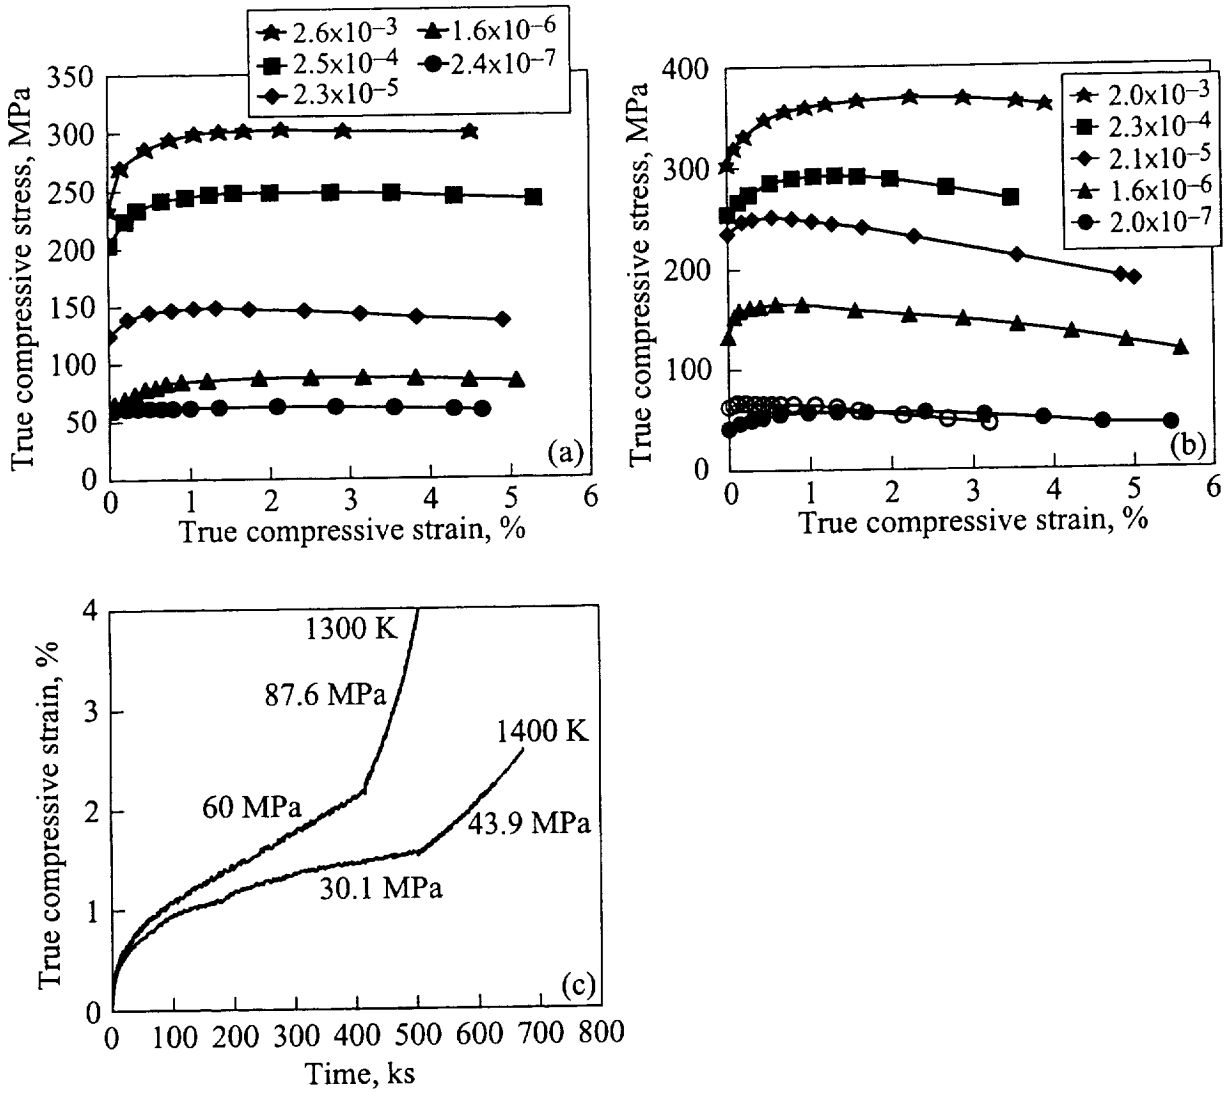 2.6x10–3 1.6x10–6
2.5x10–4 2.4x10–7
2.3x10–5
True compressive stress, MPa
350
300
250
200
150
100
50
0
(a)
0 1 2 3 4 5 6
True compressive strain, %
True compressive stress, MPa
400
300
200
100
0
2.0x10–3
2.3x10–4
2.1x10–5
1.6x10–6
2.0x10–7
(b)
0 1 2 3 4 5 6
True compressive strain, %
True compressive strain, %
4
3
2
1
0
1300 K
87.6 MPa
1400 K
60 MPa
43.9 MPa
30.1 MPa
(c)
0 100 200 300 400 500 600 700 800
Time, ks